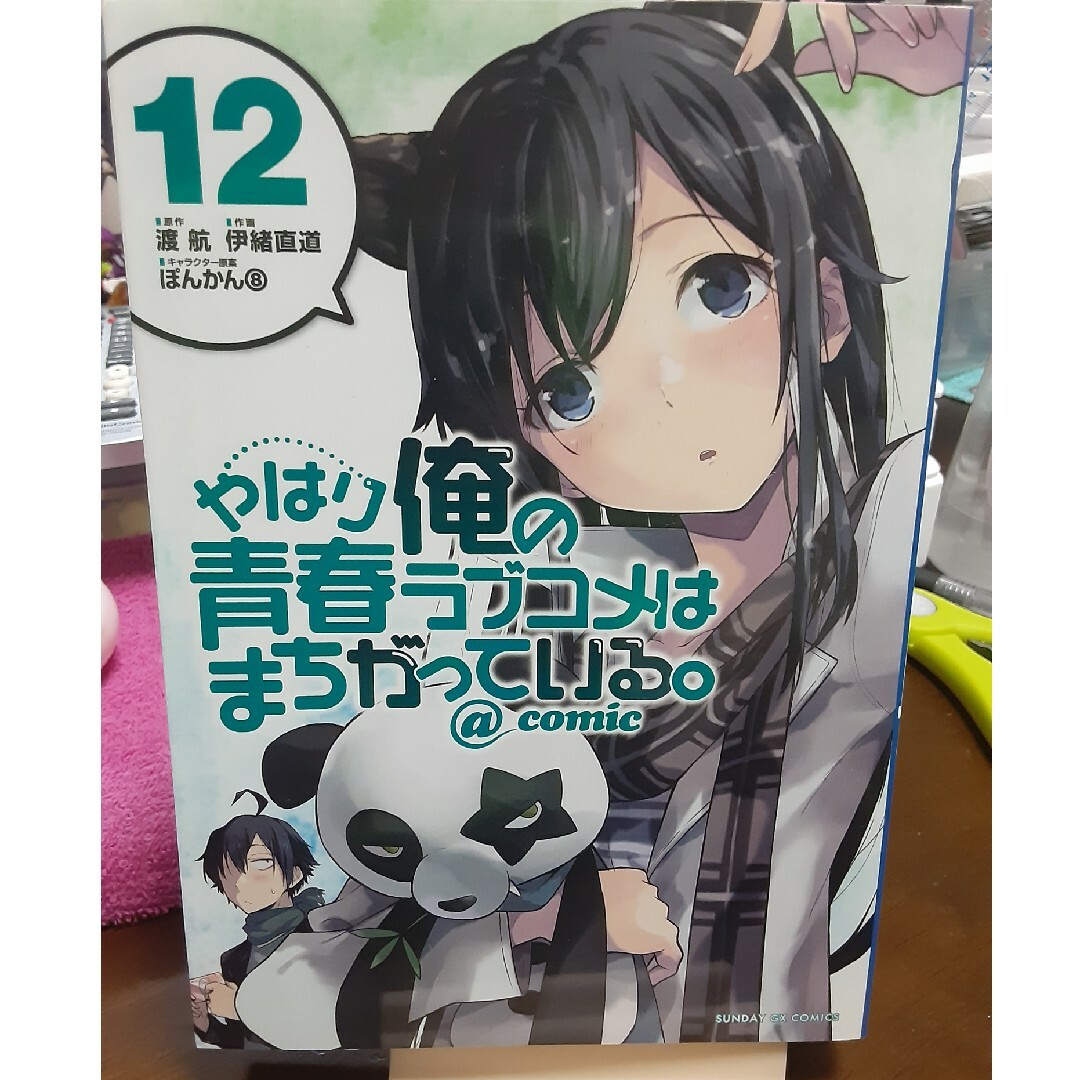 12
原作 作画
渡 航 伊緒直道
キャラクター原案
ぽんかん⑧
やはり俺の
青春ラブコメは
まちがっている。
@comic
SUNDAY GX COMICS